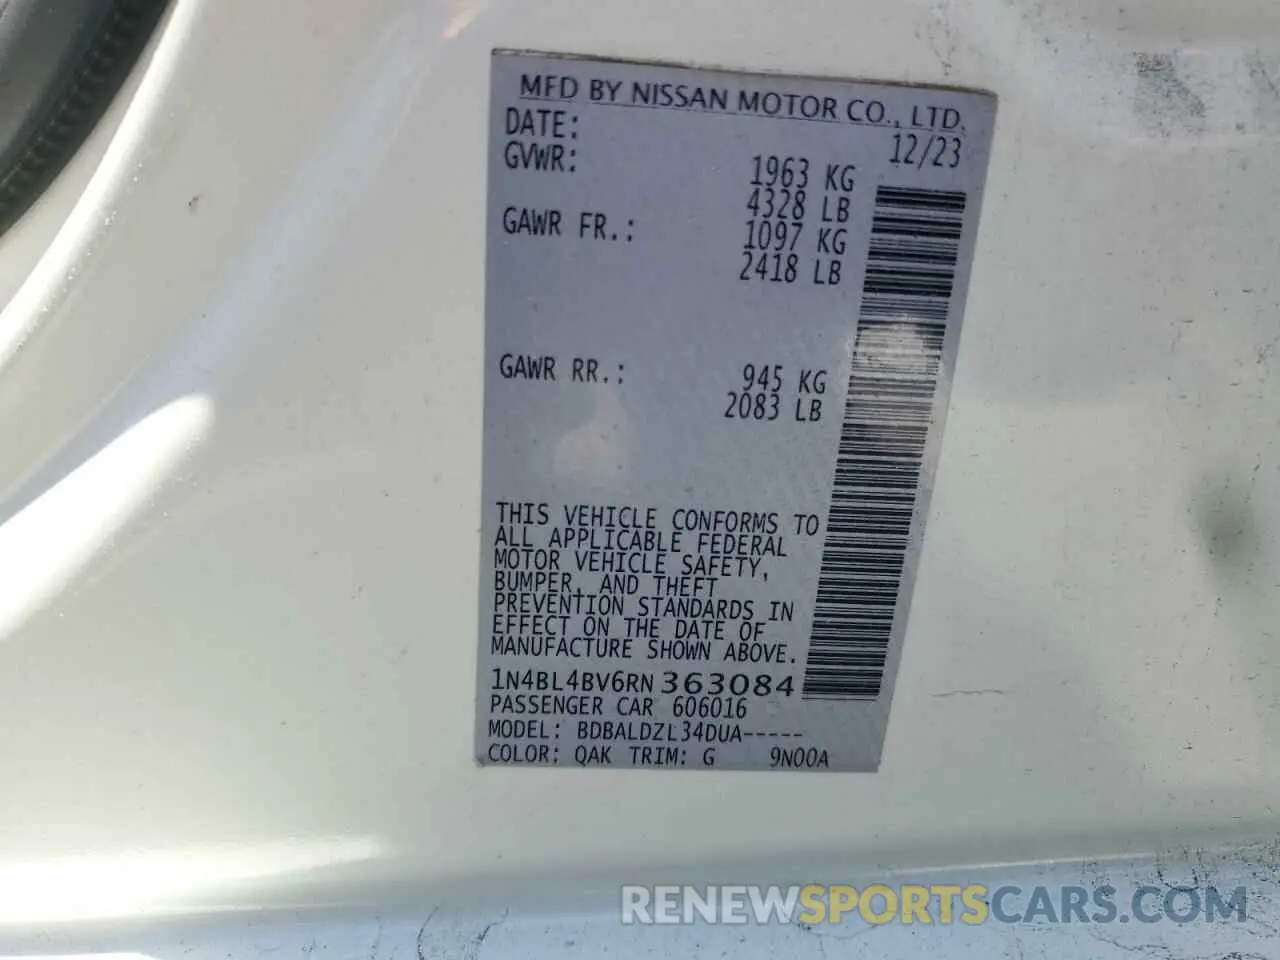 MFD BY NISSAN MOTOR CO., LTD.
DATE: 12/23
GVWR: 1963 KG
4328 LB
GAWR FR.: 1097 KG
2418 LB
GAWR RR.: 945 KG
2083 LB
THIS VEHICLE CONFORMS TO
ALL APPLICABLE FEDERAL
MOTOR VEHICLE SAFETY,
BUMPER, AND THEFT
PREVENTION STANDARDS IN
EFFECT ON THE DATE OF
MANUFACTURE SHOWN ABOVE.
1N4BL4BV6RN363084
PASSENGER CAR 606016
MODEL: BDBALDZL34DUA-----
COLOR: QAK TRIM: G 9N00A
RENEWSPORTSCARS.COM